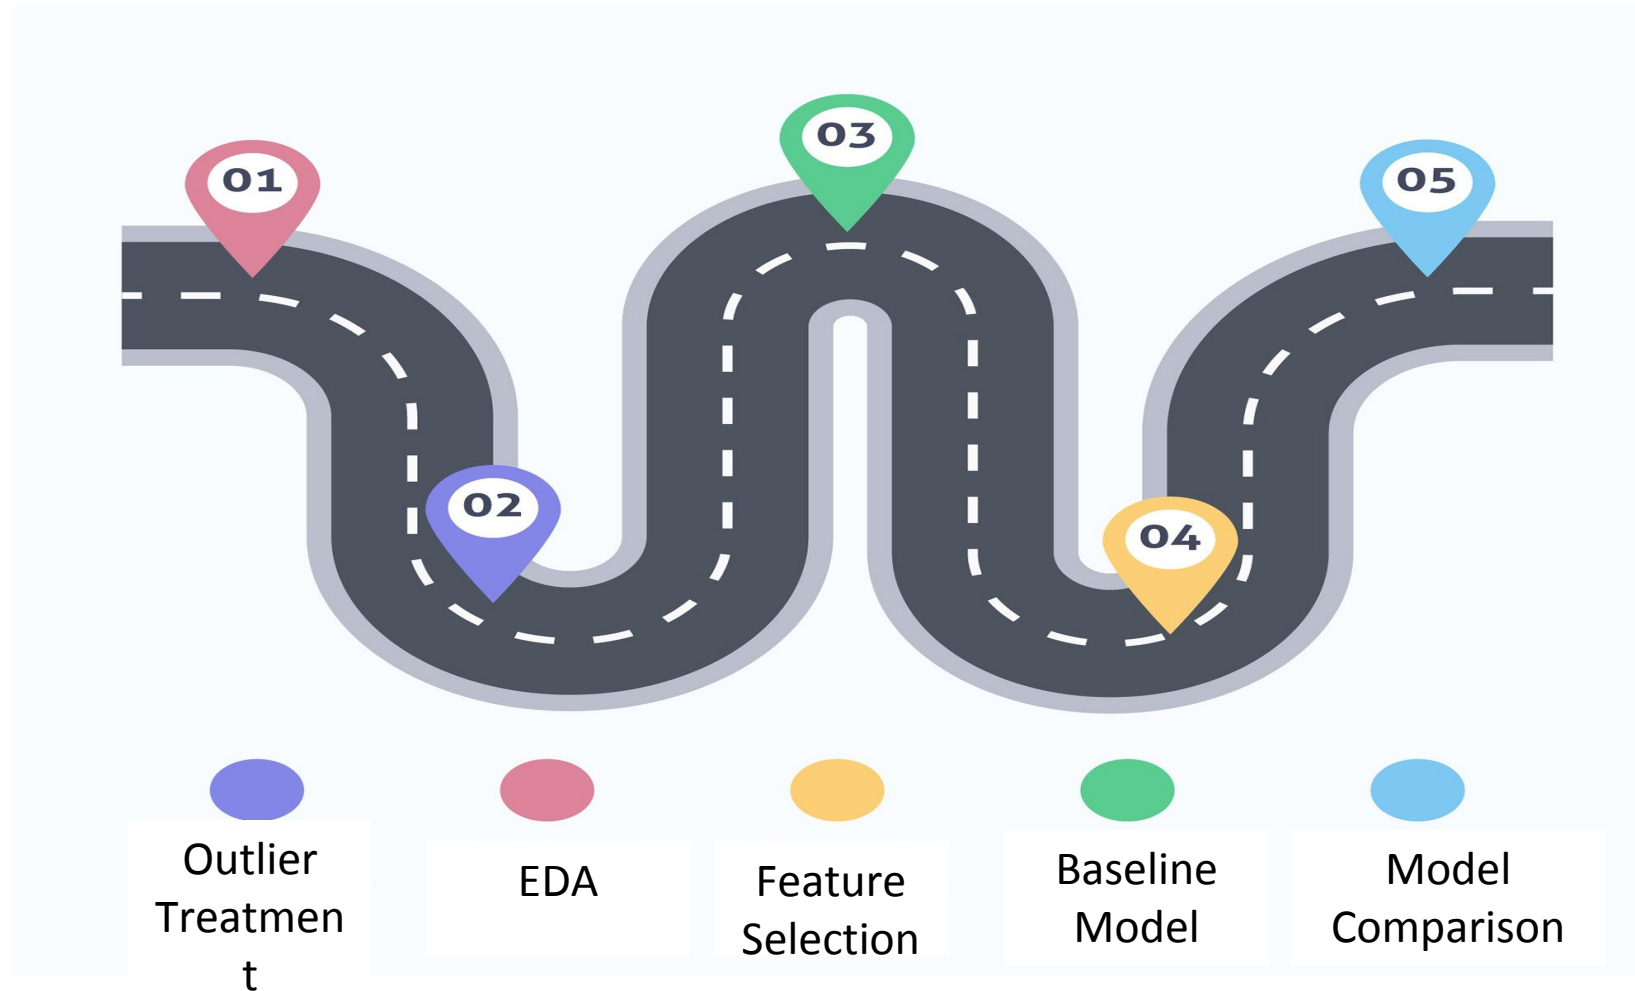 01
02
03
04
05
Outlier
Treatmen
t
EDA
Feature
Selection
Baseline
Model
Model
Comparison